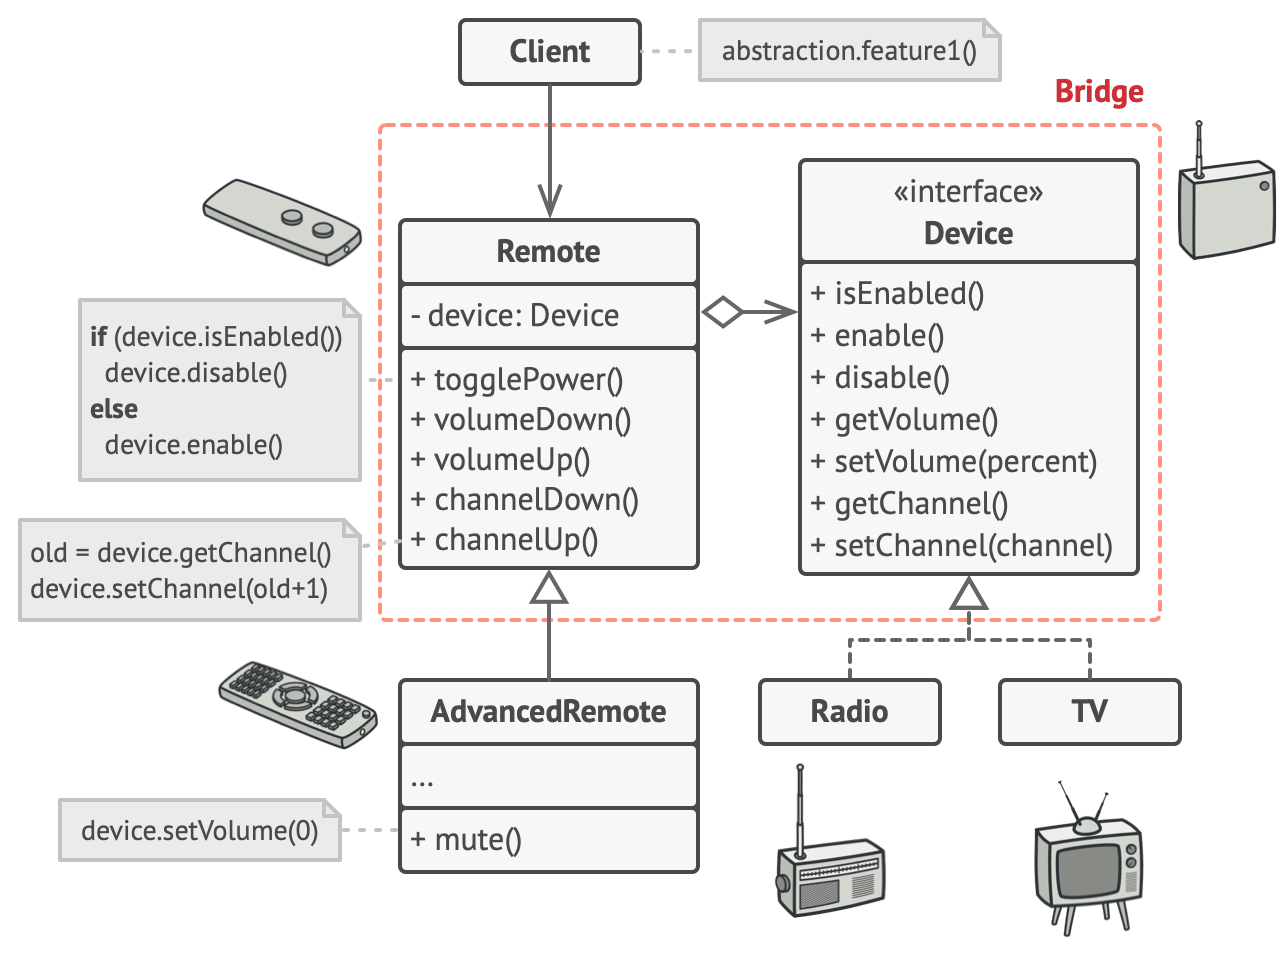 Client
abstraction.feature1()
Bridge
«interface»
Device
+ isEnabled()
+ enable()
+ disable()
+ getVolume()
+ setVolume(percent)
+ getChannel()
+ setChannel(channel)
Remote
- device: Device
+ togglePower()
+ volumeDown()
+ volumeUp()
+ channelDown()
+ channelUp()
if (device.isEnabled())
device.disable()
else
device.enable()
old = device.getChannel()
device.setChannel(old+1)
AdvancedRemote
...
+ mute()
device.setVolume(0)
Radio
TV